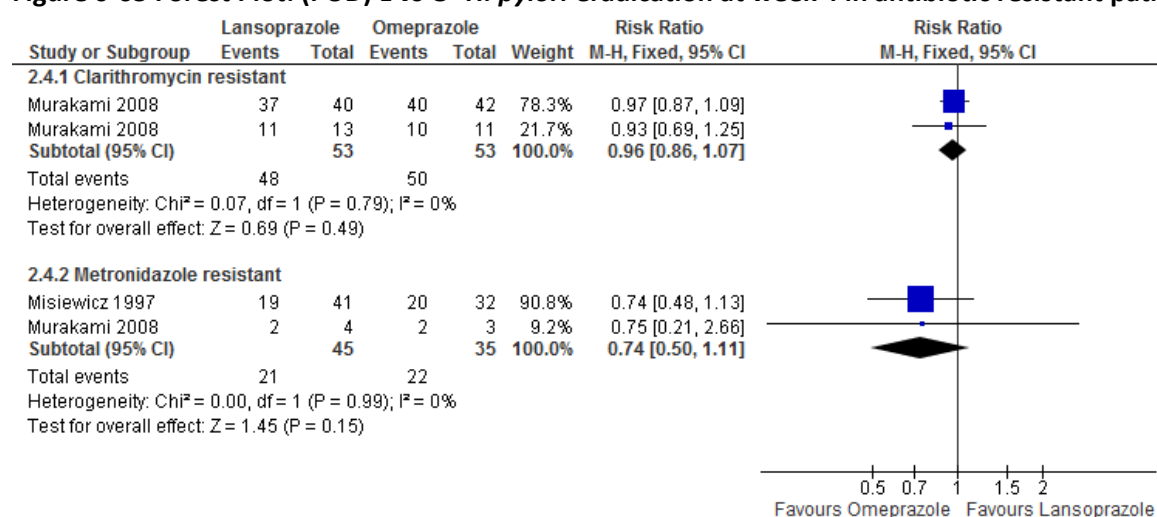 Lansoprazole Omeprazole Risk Ratio Risk Ratio
Study or Subgroup Events Total Events Total Weight M-H, Fixed, 95% CI M-H, Fixed, 95% CI
2.4.1 Clarithromycin resistant
Murakami 2008 37 40 40 42 78.3% 0.97 [0.87, 1.09]
Murakami 2008 11 13 10 11 21.7% 0.93 [0.69, 1.25]
Subtotal (95% CI) 53 53 100.0% 0.96 [0.86, 1.07]
Total events 48 50
Heterogeneity: Chi² = 0.07, df = 1 (P = 0.79); I² = 0%
Test for overall effect: Z = 0.69 (P = 0.49)
2.4.2 Metronidazole resistant
Misiewicz 1997 19 41 20 32 90.8% 0.74 [0.48, 1.13]
Murakami 2008 2 4 2 3 9.2% 0.75 [0.21, 2.66]
Subtotal (95% CI) 45 35 100.0% 0.74 [0.50, 1.11]
Total events 21 22
Heterogeneity: Chi² = 0.00, df = 1 (P = 0.99); I² = 0%
Test for overall effect: Z = 1.45 (P = 0.15)
0.5 0.7 1 1.5 2
Favours Omeprazole Favours Lansoprazole